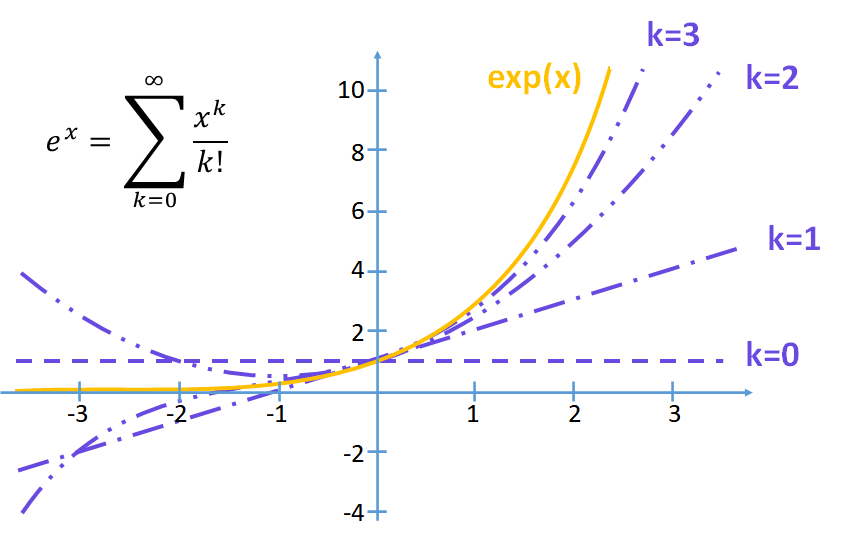 k=3
exp(x)
k=2
10
∞
e^x = ∑ x^k / k!
k=0
8
6
k=1
4
2
k=0
-3 -2 -1 1 2 3
-2
-4